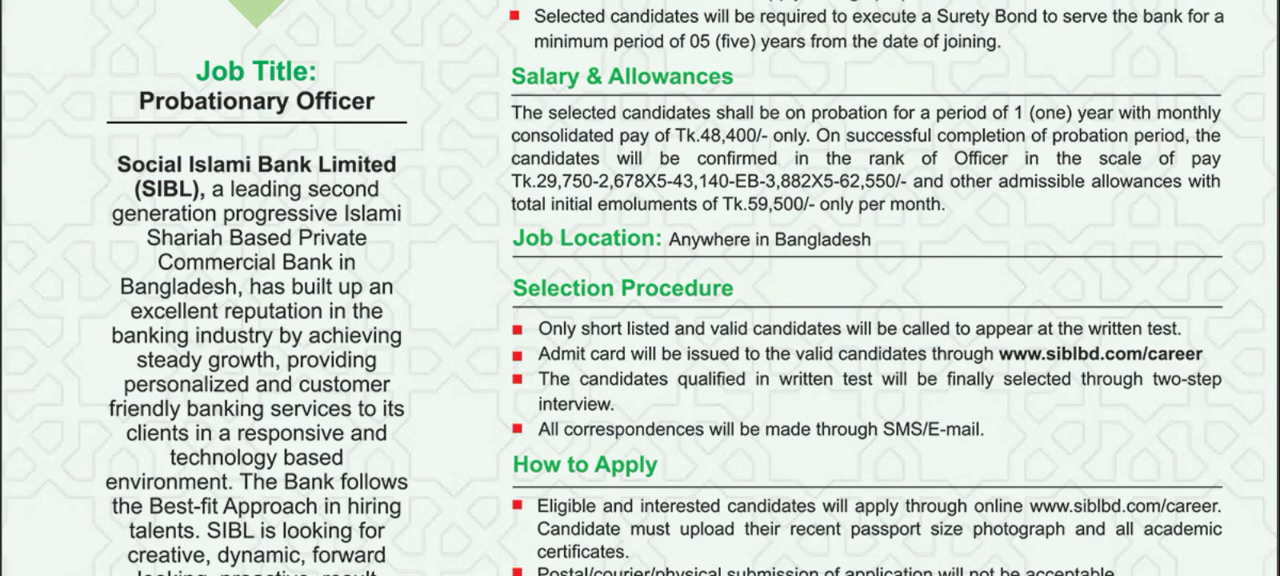 Job Title:
Probationary Officer
Social Islami Bank Limited
(SIBL), a leading second
generation progressive Islami
Shariah Based Private
Commercial Bank in
Bangladesh, has built up an
excellent reputation in the
banking industry by achieving
steady growth, providing
personalized and customer
friendly banking services to its
clients in a responsive and
technology based
environment. The Bank follows
the Best-fit Approach in hiring
talents. SIBL is looking for
creative, dynamic, forward
looking, proactive, result
Selected candidates will be required to execute a Surety Bond to serve the bank for a
minimum period of 05 (five) years from the date of joining.
Salary & Allowances
The selected candidates shall be on probation for a period of 1 (one) year with monthly
consolidated pay of Tk.48,400/- only. On successful completion of probation period, the
candidates will be confirmed in the rank of Officer in the scale of pay
Tk.29,750-2,678X5-43,140-EB-3,882X5-62,550/- and other admissible allowances with
total initial emoluments of Tk.59,500/- only per month.
Job Location: Anywhere in Bangladesh
Selection Procedure
Only short listed and valid candidates will be called to appear at the written test.
Admit card will be issued to the valid candidates through www.siblbd.com/career
The candidates qualified in written test will be finally selected through two-step
interview.
All correspondences will be made through SMS/E-mail.
How to Apply
Eligible and interested candidates will apply through online www.siblbd.com/career.
Candidate must upload their recent passport size photograph and all academic
certificates.
Postal/courier/physical submission of application will not be acceptable